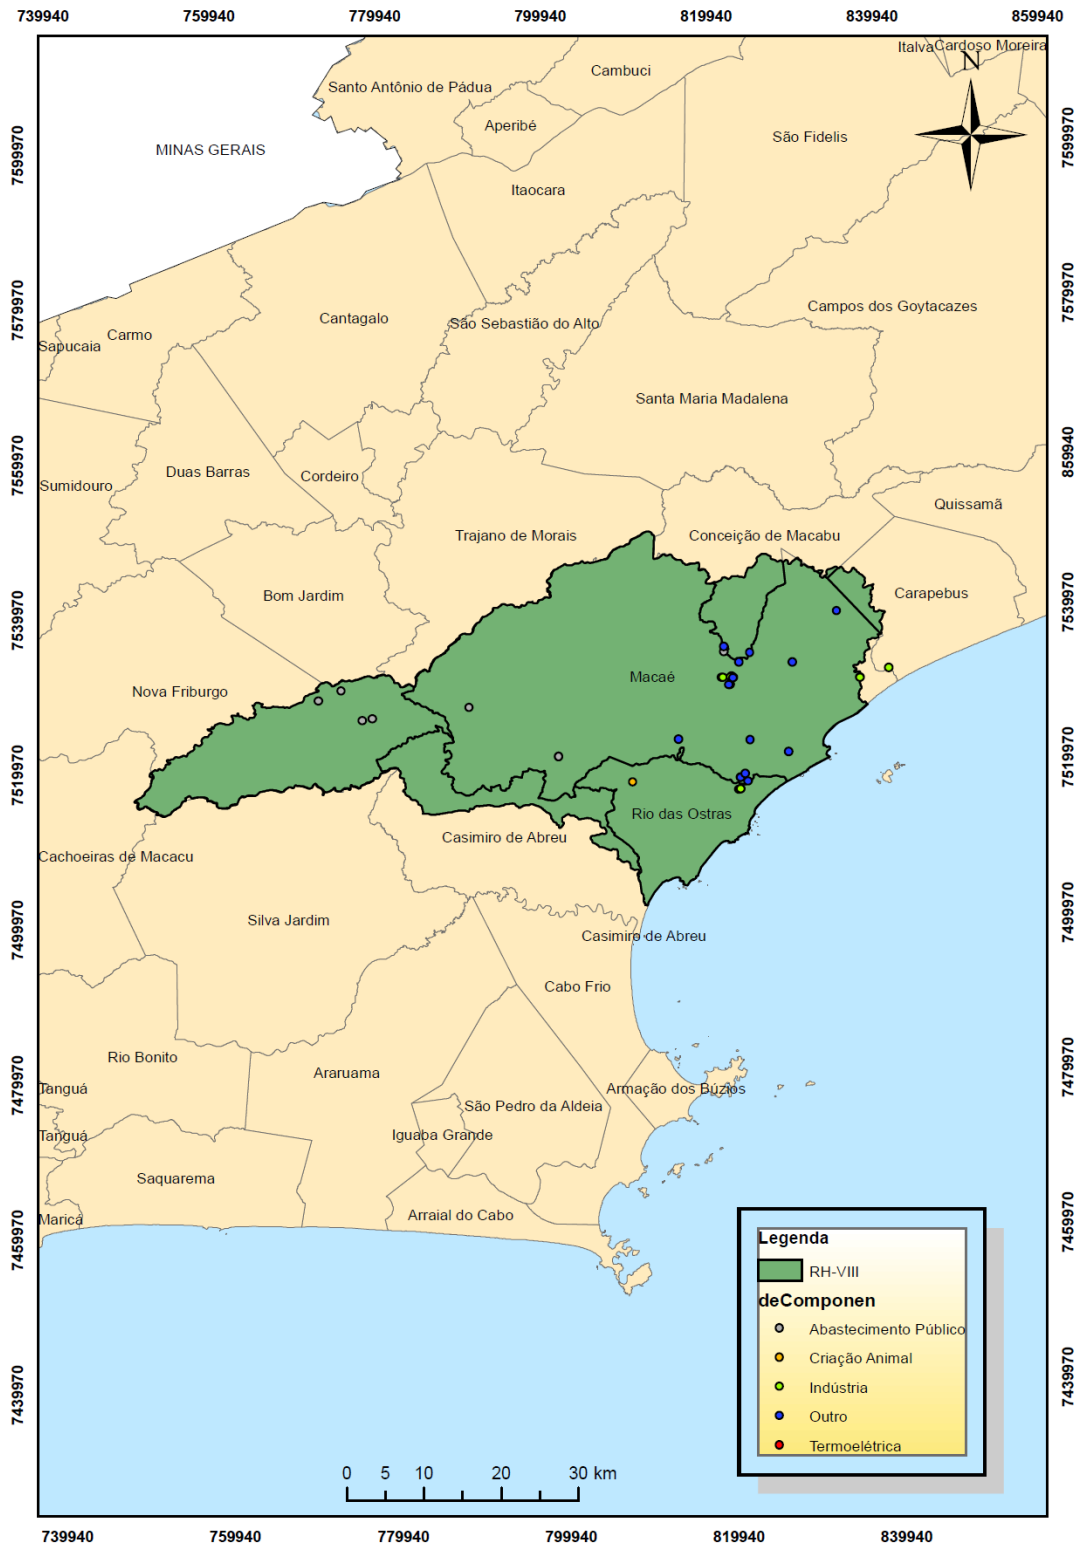 739940 759940 779940 799940 819940 839940 859940
Italva
Cardoso Moreira
N
Cambuci
Santo Antônio de Pádua
Aperibé
São Fidelis
MINAS GERAIS
7599970
7599970
Itaocara
7579970
7579970
Campos dos Goytacazes
Cantagalo
São Sebastião do Alto
Carmo
Sapucaia
Santa Maria Madalena
7559970
859940
Duas Barras
Cordeiro
Sumidouro
Quissamã
Trajano de Morais
Conceição de Macabu
7539970
7539970
Bom Jardim
Carapebus
Nova Friburgo
Macaé
7519970
7519970
Rio das Ostras
Casimiro de Abreu
Cachoeiras de Macacu
7499970
7499970
Silva Jardim
Casimiro de Abreu
Cabo Frio
Rio Bonito
Araruama
7479970
7479970
Tanguá
Armação dos Búzios
São Pedro da Aldeia
Tanguá
Iguaba Grande
Saquarema
Maricá
Arraial do Cabo
7459970
7459970
Legenda
RH-VIII
deComponen
Abastecimento Público
Criação Animal
Indústria
Outro
Termoelétrica
7439970
7439970
0 5 10 20 30 km
739940 759940 779940 799940 819940 839940